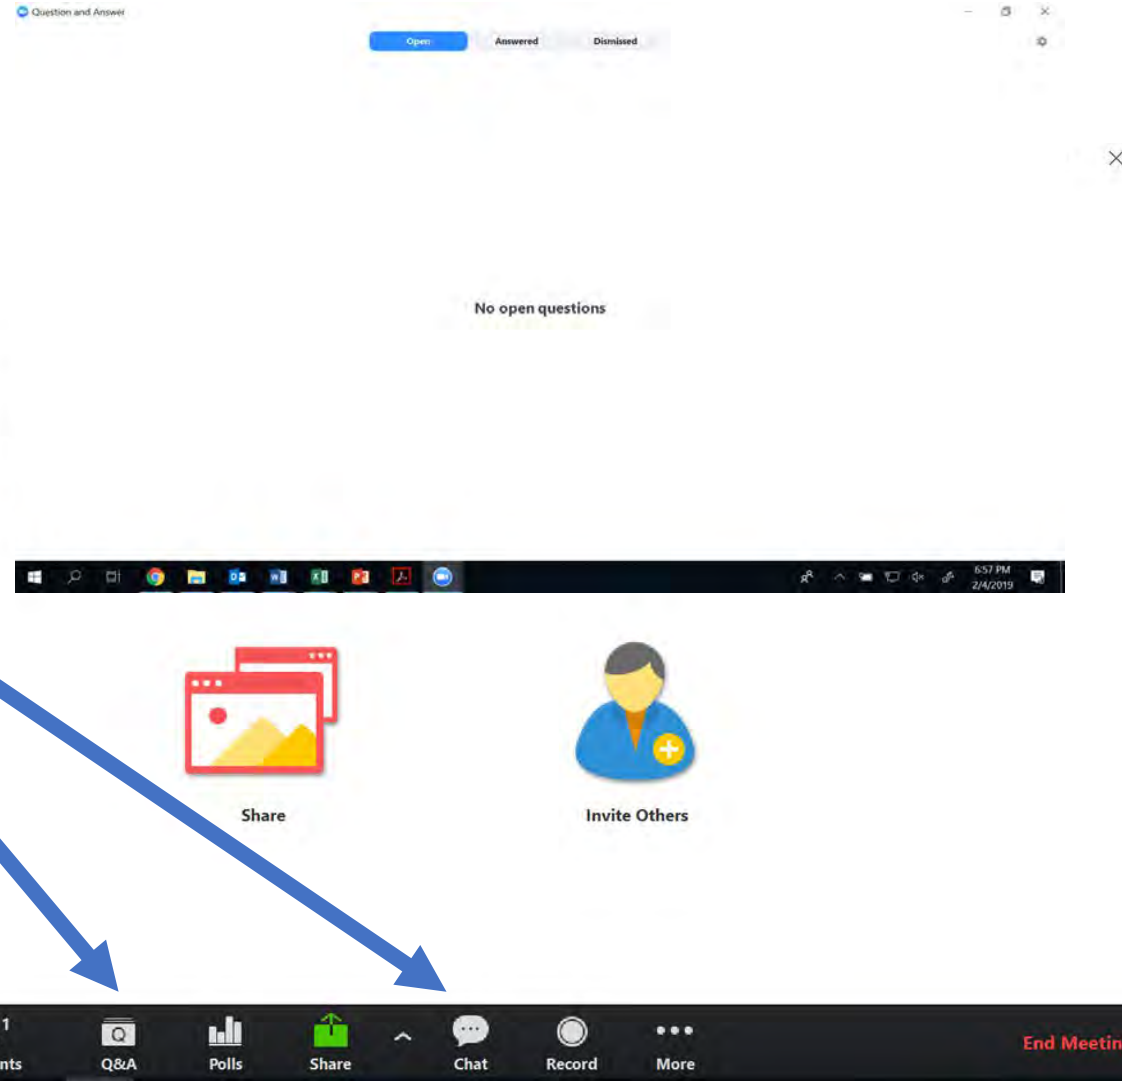 Question and Answer
Open Answered Dismissed
No open questions
6:57 PM
2/4/2019
Share Invite Others
1
nts Q&A Polls Share Chat Record More
End Meetin